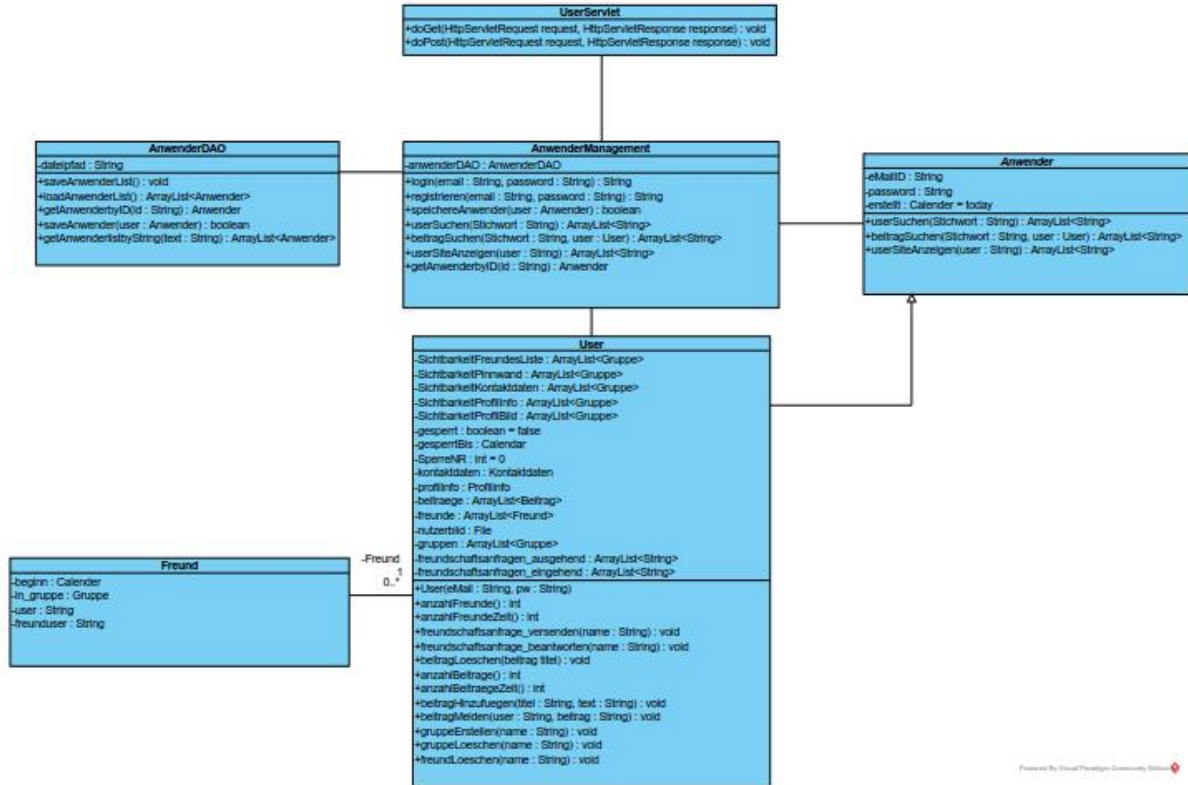 UserServlet
+doGet(HttpServletRequest request, HttpServletResponse response) : void
+doPost(HttpServletRequest request, HttpServletResponse response) : void
AnwenderDAO
-dateipfad : String
+saveAnwenderList() : void
+loadAnwenderList() : ArrayList<Anwender>
+getAnwenderbyID(id : String) : Anwender
+saveAnwender(user : Anwender) : boolean
+getAnwenderlistbyString(text : String) : ArrayList<Anwender>
AnwenderManagement
-anwenderDAO : AnwenderDAO
+login(email : String, password : String) : String
+registrieren(email : String, password : String) : String
+speichereAnwender(user : Anwender) : boolean
+userSuchen(Stichwort : String) : ArrayList<String>
+beitragSuchen(Stichwort : String, user : User) : ArrayList<String>
+userSiteAnzeigen(user : String) : ArrayList<String>
+getAnwenderbyID(id : String) : Anwender
Anwender
-eMailID : String
-password : String
-erstellt : Calender = today
+userSuchen(Stichwort : String) : ArrayList<String>
+beitragSuchen(Stichwort : String, user : User) : ArrayList<String>
+userSiteAnzeigen(user : String) : ArrayList<String>
User
-SichtbarkeitFreundesListe : ArrayList<Gruppe>
-SichtbarkeitPinnwand : ArrayList<Gruppe>
-SichtbarkeitKontaktdaten : ArrayList<Gruppe>
-SichtbarkeitProfilInfo : ArrayList<Gruppe>
-SichtbarkeitProfilBild : ArrayList<Gruppe>
-gesperrt : boolean = false
-gesperrtBis : Calendar
-SperreNR : int = 0
-kontaktdaten : Kontaktdaten
-profilinfo : ProfilInfo
-beitraege : ArrayList<Beitrag>
-freunde : ArrayList<Freund>
-nutzerbild : File
-gruppen : ArrayList<Gruppe>
-freundschaftsanfragen_ausgehend : ArrayList<String>
-freundschaftsanfragen_eingehend : ArrayList<String>
+User(eMail : String, pw : String)
+anzahlFreunde() : int
+anzahlFreundeZeit() : int
+freundschaftsanfrage_versenden(name : String) : void
+freundschaftsanfrage_beantworten(name : String) : void
+beitragLoeschen(beitrag titel) : void
+anzahlBeitrage() : int
+anzahlBeitraegeZeit() : int
+beitragHinzufuegen(titel : String, text : String) : void
+beitragMelden(user : String, beitrag : String) : void
+gruppeErstellen(name : String) : void
+gruppeLoeschen(name : String) : void
+freundLoeschen(name : String) : void
-Freund
1
0..*
Freund
-beginn : Calender
-in_gruppe : Gruppe
-user : String
-freunduser : String
Powered By Visual Paradigm Community Edition